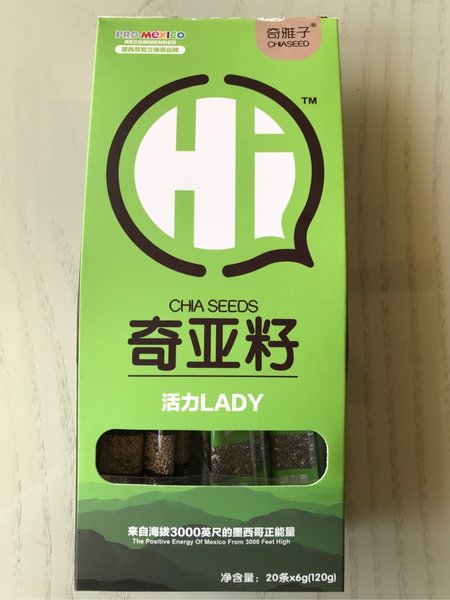 PRO MéXICO
RECOMMENDED
墨西哥官方推荐品牌
奇雅子®
CHIASEED
Hi
TM
CHIA SEEDS
奇亚籽
活力LADY
来自海拔3000英尺的墨西哥正能量
The Positive Energy Of Mexico From 3000 Feet High
净含量：20条x6g(120g)